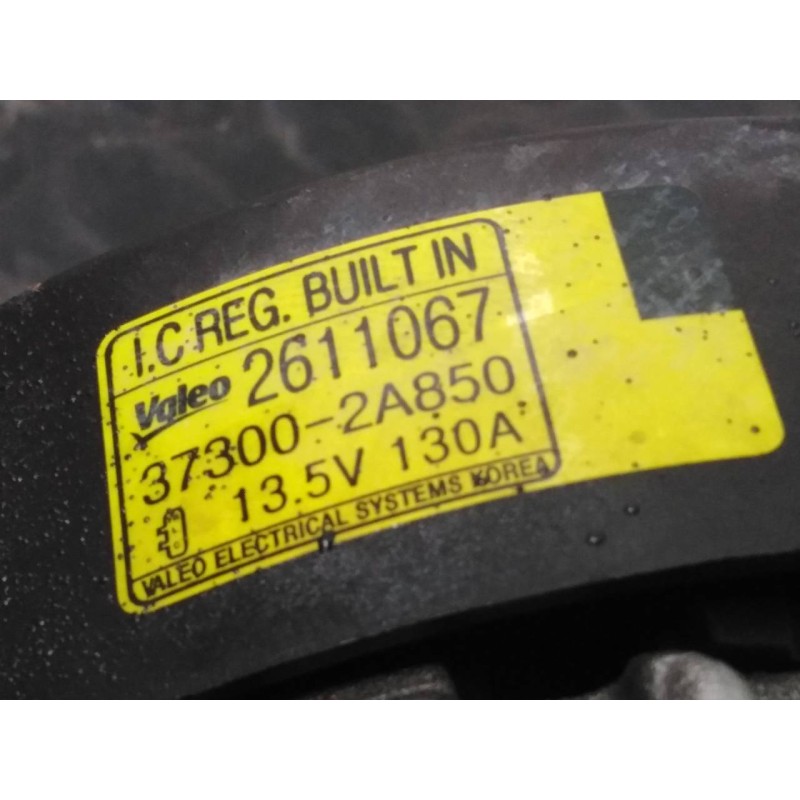 I.C REG. BUILT IN
Valeo 2611067
37300-2A850
13.5V 130A
VALEO ELECTRICAL SYSTEMS KOREA